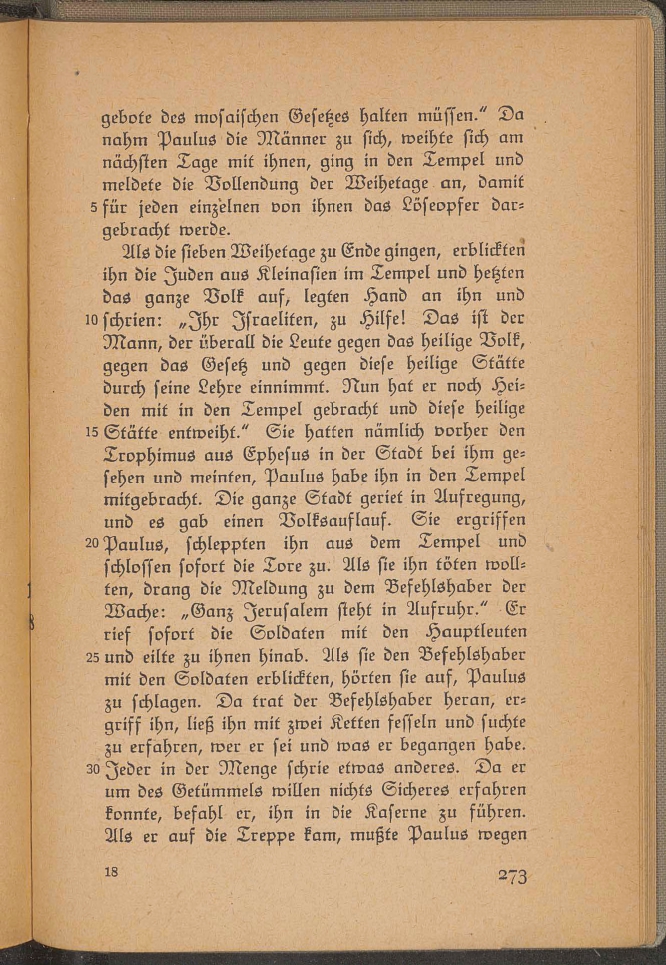 gebote des mosaischen Gesetzes halten müssen.“ Da
nahm Paulus die Männer zu sich, weihte sich am
nächsten Tage mit ihnen, ging in den Tempel und
meldete die Vollendung der Weihetage an, damit
5 für jeden einzelnen von ihnen das Löseopfer dar-
gebracht werde.
Als die sieben Weihetage zu Ende gingen, erblickten
ihn die Juden aus Kleinasien im Tempel und hetzten
das ganze Volk auf, legten Hand an ihn und
10 schrien: „Ihr Israeliten, zu Hilfe! Das ist der
Mann, der überall die Leute gegen das heilige Volk,
gegen das Gesetz und gegen diese heilige Stätte
durch seine Lehre einnimmt. Nun hat er noch Hei-
den mit in den Tempel gebracht und diese heilige
15 Stätte entweiht.“ Sie hatten nämlich vorher den
Trophimus aus Ephesus in der Stadt bei ihm ge-
sehen und meinten, Paulus habe ihn in den Tempel
mitgebracht. Die ganze Stadt geriet in Aufregung,
und es gab einen Volksauflauf. Sie ergriffen
20 Paulus, schleppten ihn aus dem Tempel und
schlossen sofort die Tore zu. Als sie ihn töten woll-
ten, drang die Meldung zu dem Befehlshaber der
Wache: „Ganz Jerusalem steht in Aufruhr.“ Er
rief sofort die Soldaten mit den Hauptleuten
25 und eilte zu ihnen hinab. Als sie den Befehlshaber
mit den Soldaten erblickten, hörten sie auf, Paulus
zu schlagen. Da trat der Befehlshaber heran, er-
griff ihn, ließ ihn mit zwei Ketten fesseln und suchte
zu erfahren, wer er sei und was er begangen habe.
30 Jeder in der Menge schrie etwas anderes. Da er
um des Getümmels willen nichts Sicheres erfahren
konnte, befahl er, ihn in die Kaserne zu führen.
Als er auf die Treppe kam, mußte Paulus wegen
18 273